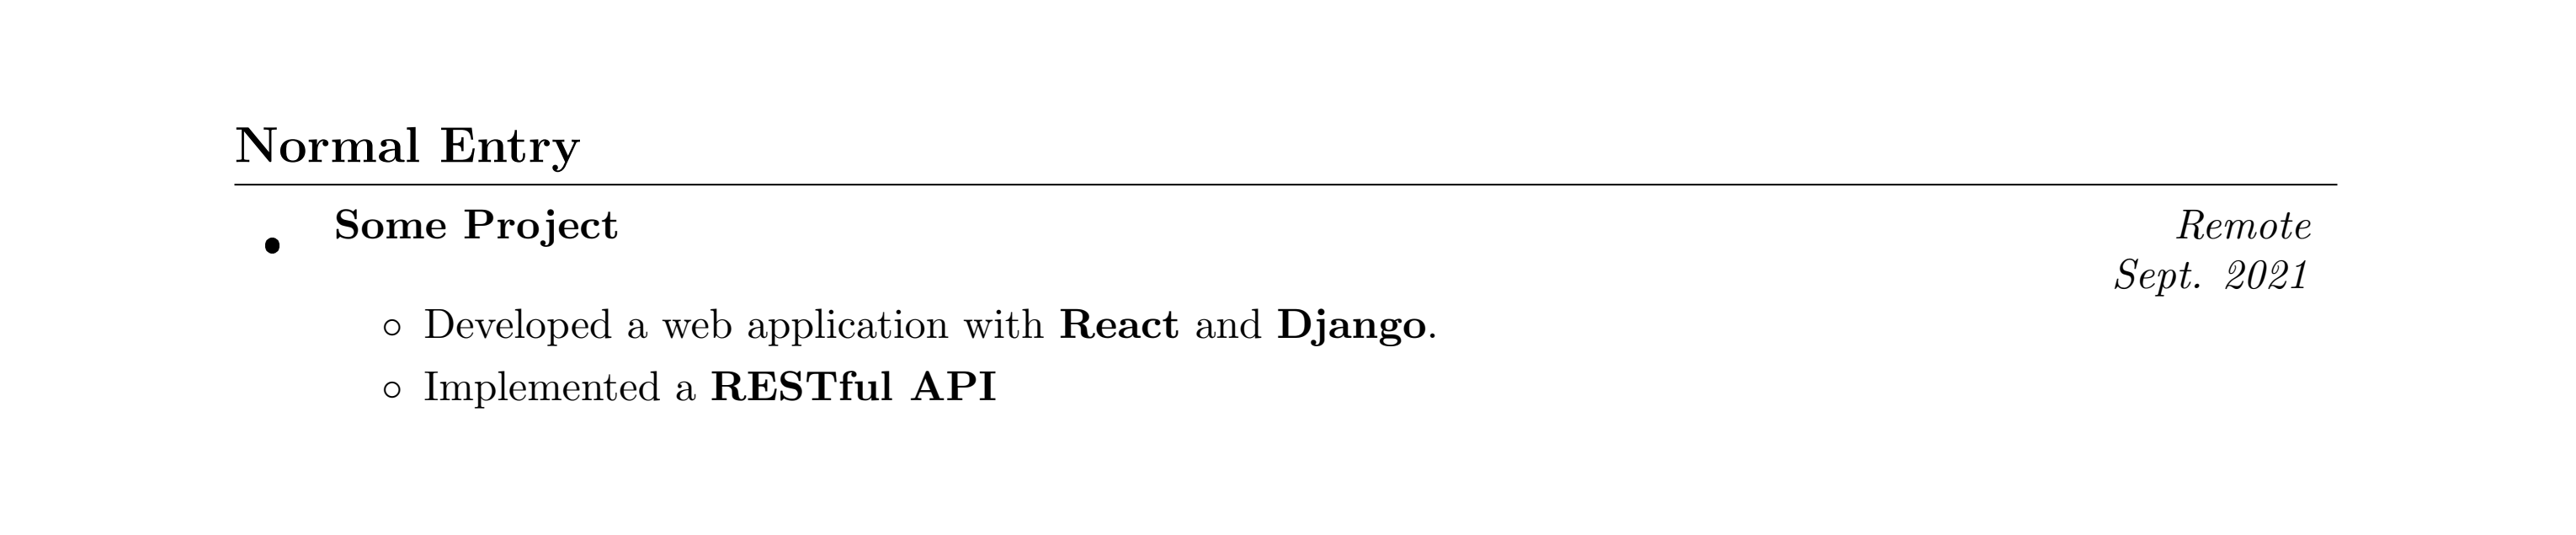 Normal Entry
• Some Project Remote
Sept. 2021
◦ Developed a web application with React and Django.
◦ Implemented a RESTful API